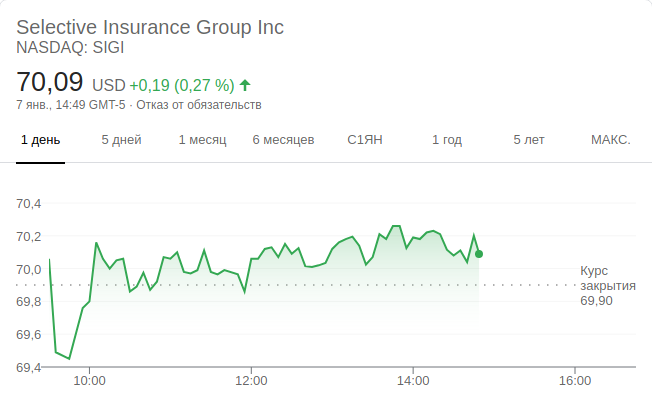 Selective Insurance Group Inc
NASDAQ: SIGI
70,09 USD +0,19 (0,27 %)
7 янв., 14:49 GMT-5 · Отказ от обязательств
1 день 5 дней 1 месяц 6 месяцев С1ЯН 1 год 5 лет МАКС.
70,4
70,2
70,0
69,8
69,6
69,4
Курс
закрытия
69,90
10:00 12:00 14:00 16:00